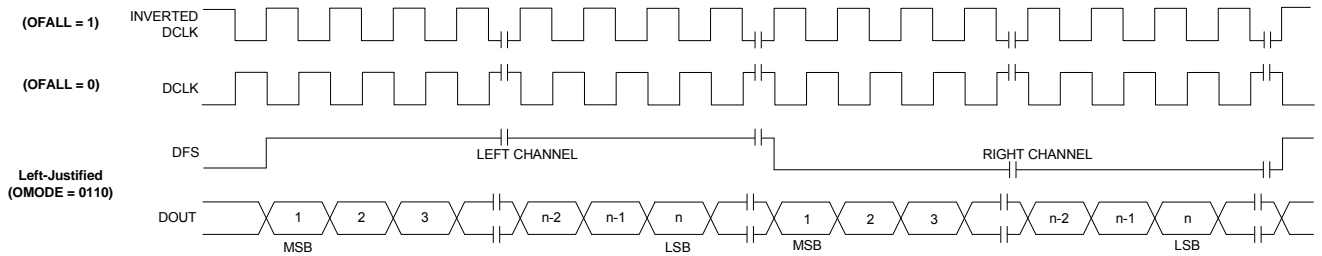 (OFALL = 1)
INVERTED
DCLK
(OFALL = 0)
DCLK
DFS
LEFT CHANNEL
RIGHT CHANNEL
Left-Justified
(OMODE = 0110)
DOUT
1 2 3 n-2 n-1 n 1 2 3 n-2 n-1 n
MSB LSB MSB LSB